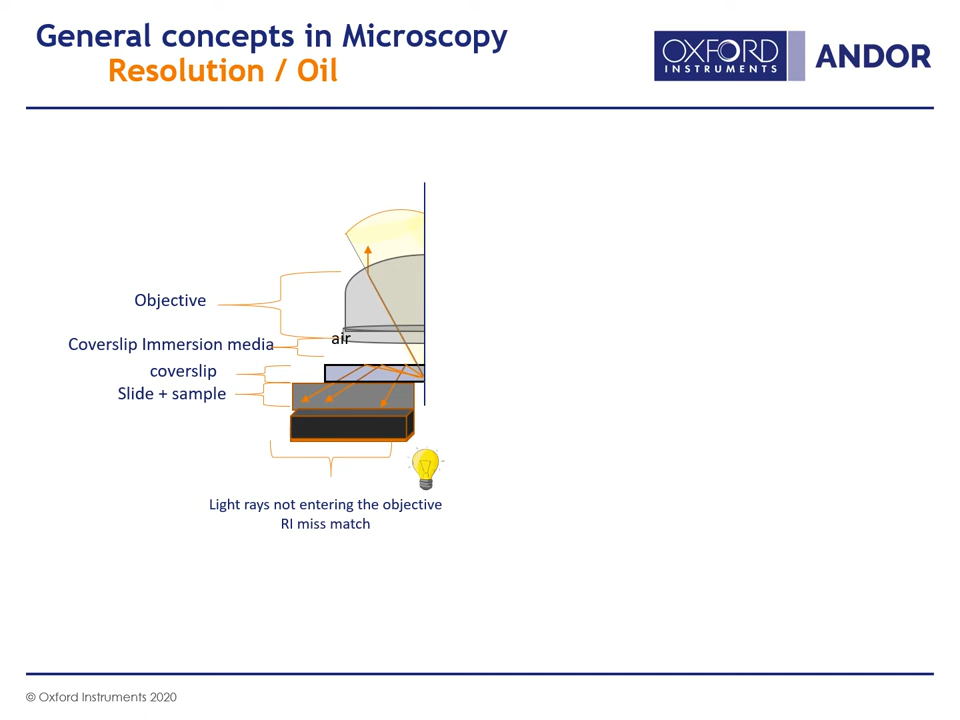 General concepts in Microscopy
Resolution / Oil
OXFORD
INSTRUMENTS
ANDOR
Objective
air
Coverslip Immersion media
coverslip
Slide + sample
Light rays not entering the objective
RI miss match
© Oxford Instruments 2020